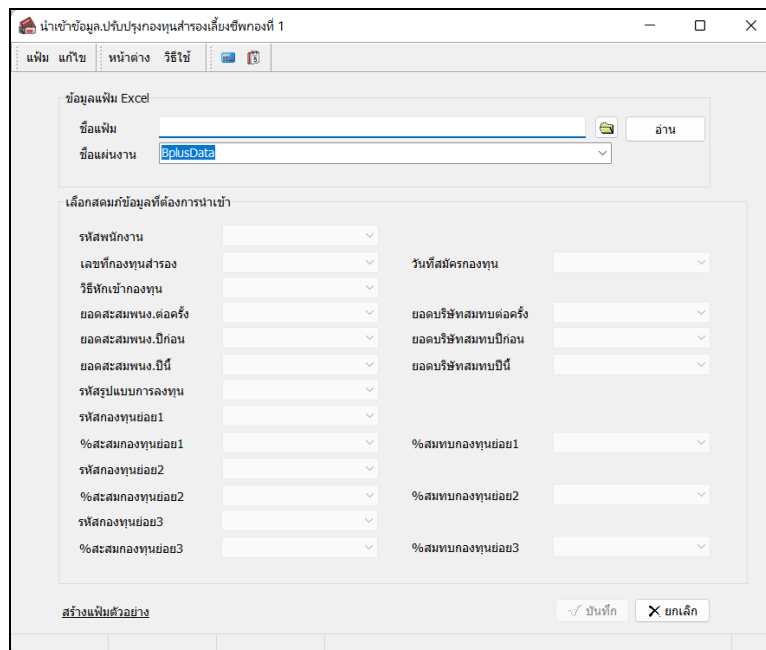 นำเข้าข้อมูล.ปรับปรุงกองทุนสำรองเลี้ยงชีพกองที่ 1
แฟ้ม แก้ไข หน้าต่าง วิธีใช้
ข้อมูลแฟ้ม Excel
ชื่อแฟ้ม อ่าน
ชื่อแผ่นงาน BplusData
เลือกสดมภ์ข้อมูลที่ต้องการนำเข้า
รหัสพนักงาน
เลขที่กองทุนสำรอง วันที่สมัครกองทุน
วิธีหักเข้ากองทุน
ยอดสะสมพนง.ต่อครั้ง ยอดบริษัทสมทบต่อครั้ง
ยอดสะสมพนง.ปีก่อน ยอดบริษัทสมทบปีก่อน
ยอดสะสมพนง.ปีนี้ ยอดบริษัทสมทบปีนี้
รหัสรูปแบบการลงทุน
รหัสกองทุนย่อย1
%สะสมกองทุนย่อย1 %สมทบกองทุนย่อย1
รหัสกองทุนย่อย2
%สะสมกองทุนย่อย2 %สมทบกองทุนย่อย2
รหัสกองทุนย่อย3
%สะสมกองทุนย่อย3 %สมทบกองทุนย่อย3
สร้างแฟ้มตัวอย่าง บันทึก ยกเลิก